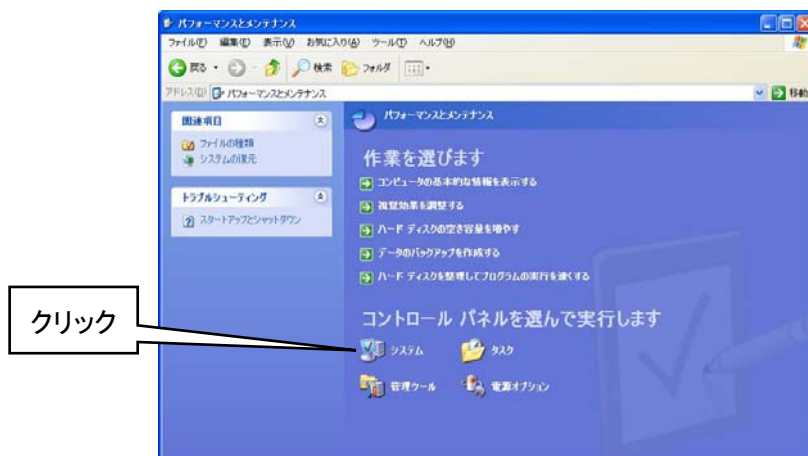 パフォーマンスとメンテナンス
ファイル(F) 編集(E) 表示(V) お気に入り(A) ツール(T) ヘルプ(H)
戻る 検索 フォルダ
アドレス(D) パフォーマンスとメンテナンス 移動
関連項目
ファイルの種類
システムの復元
トラブルシューティング
スタートアップとシャットダウン
パフォーマンスとメンテナンス
作業を選びます
コンピュータの基本的な情報を表示する
視覚効果を調整する
ハード ディスクの空き容量を増やす
データのバックアップを作成する
ハード ディスクを整理してプログラムの実行を速くする
コントロール パネルを選んで実行します
システム タスク
管理ツール 電源オプション
クリック